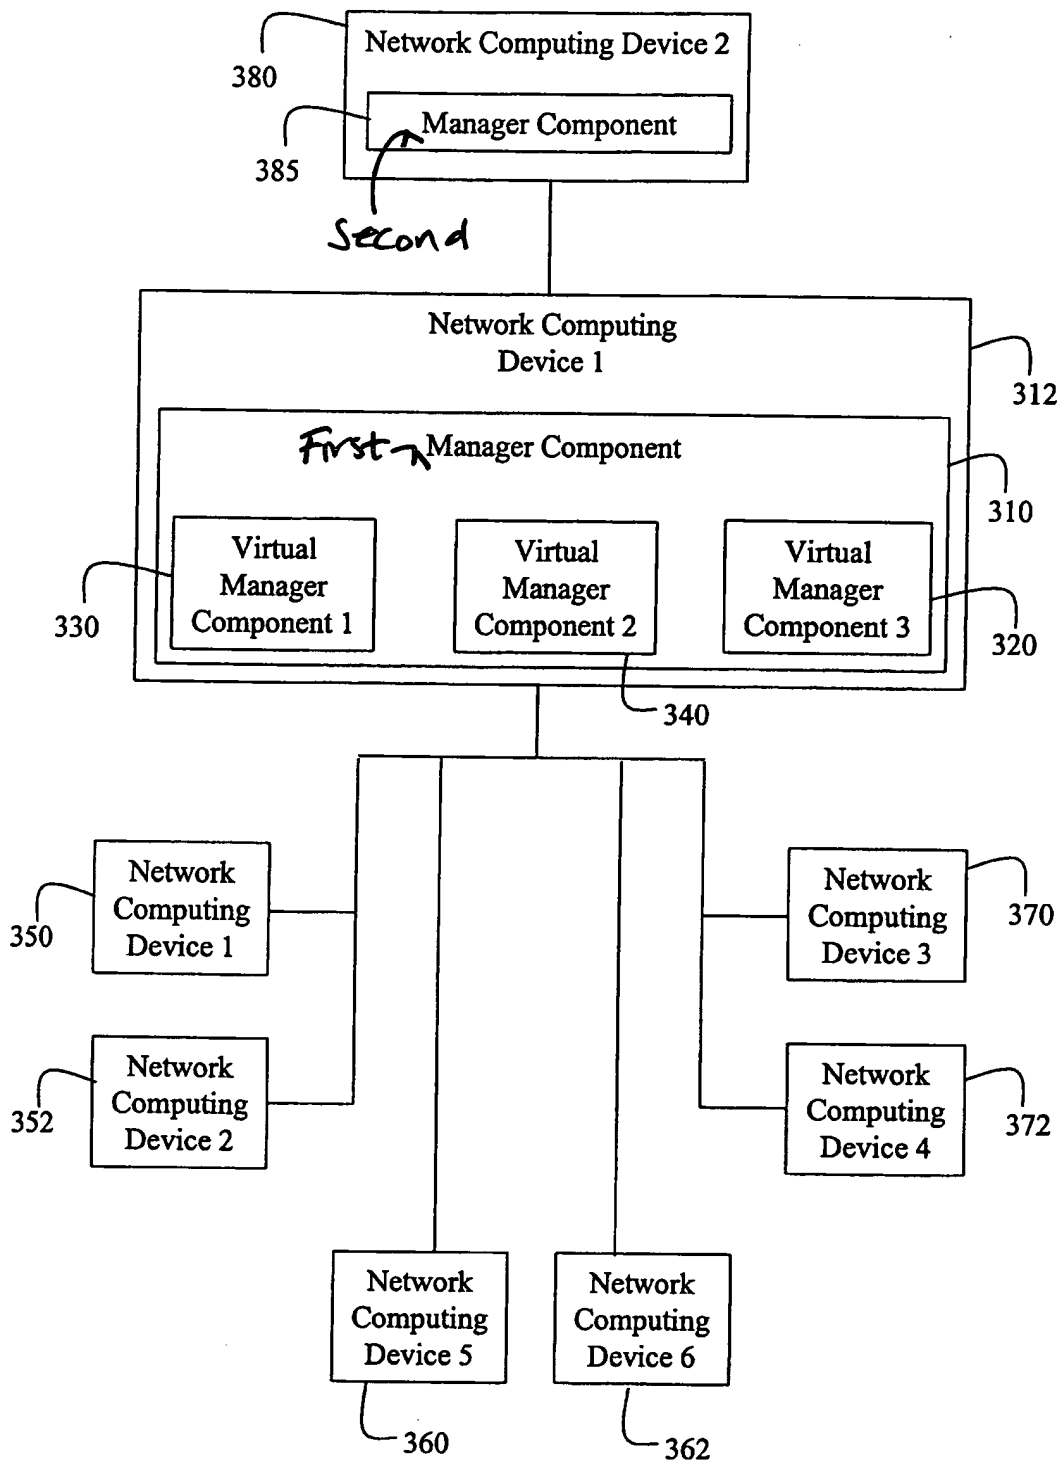 Network Computing Device 2
380
Manager Component
385
Second
Network Computing
Device 1
312
First Manager Component
310
Virtual
Manager
Component 1
330
Virtual
Manager
Component 2
340
Virtual
Manager
Component 3
320
Network
Computing
Device 1
350
Network
Computing
Device 3
370
Network
Computing
Device 2
352
Network
Computing
Device 4
372
Network
Computing
Device 5
360
Network
Computing
Device 6
362